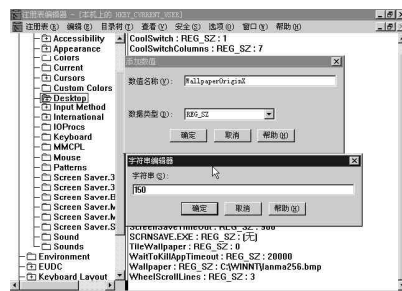 注册表编辑器 - [本机上的 HKEY_CURRENT_USER]
注册表(R) 编辑(E) 目录树(T) 查看(V) 安全(S) 选项(O) 窗口(W) 帮助(H)
Accessibility
Appearance
Colors
Current
Cursors
Custom Colors
Desktop
Input Method
International
IOProcs
Keyboard
MMCPL
Mouse
Patterns
Screen Saver.3
Screen Saver.3
Screen Saver.B
Screen Saver.M
Screen Saver.M
Screen Saver.S
Sound
Sounds
Environment
EUDC
Keyboard Layout
CoolSwitch : REG_SZ : 1
CoolSwitchColumns : REG_SZ : 7
添加数值
数值名称(V): WallpaperOriginX
数据类型(D): REG_SZ
确定 取消 帮助(H)
字符串编辑器
字符串(S):
150
确定 取消 帮助(H)
ScreenSaveTimeOut : REG_SZ : 900
SCRNSAVE.EXE : REG_SZ : (无)
TileWallpaper : REG_SZ : 0
WaitToKillAppTimeout : REG_SZ : 20000
Wallpaper : REG_SZ : C:\WINNT\lanma256.bmp
WheelScrollLines : REG_SZ : 3